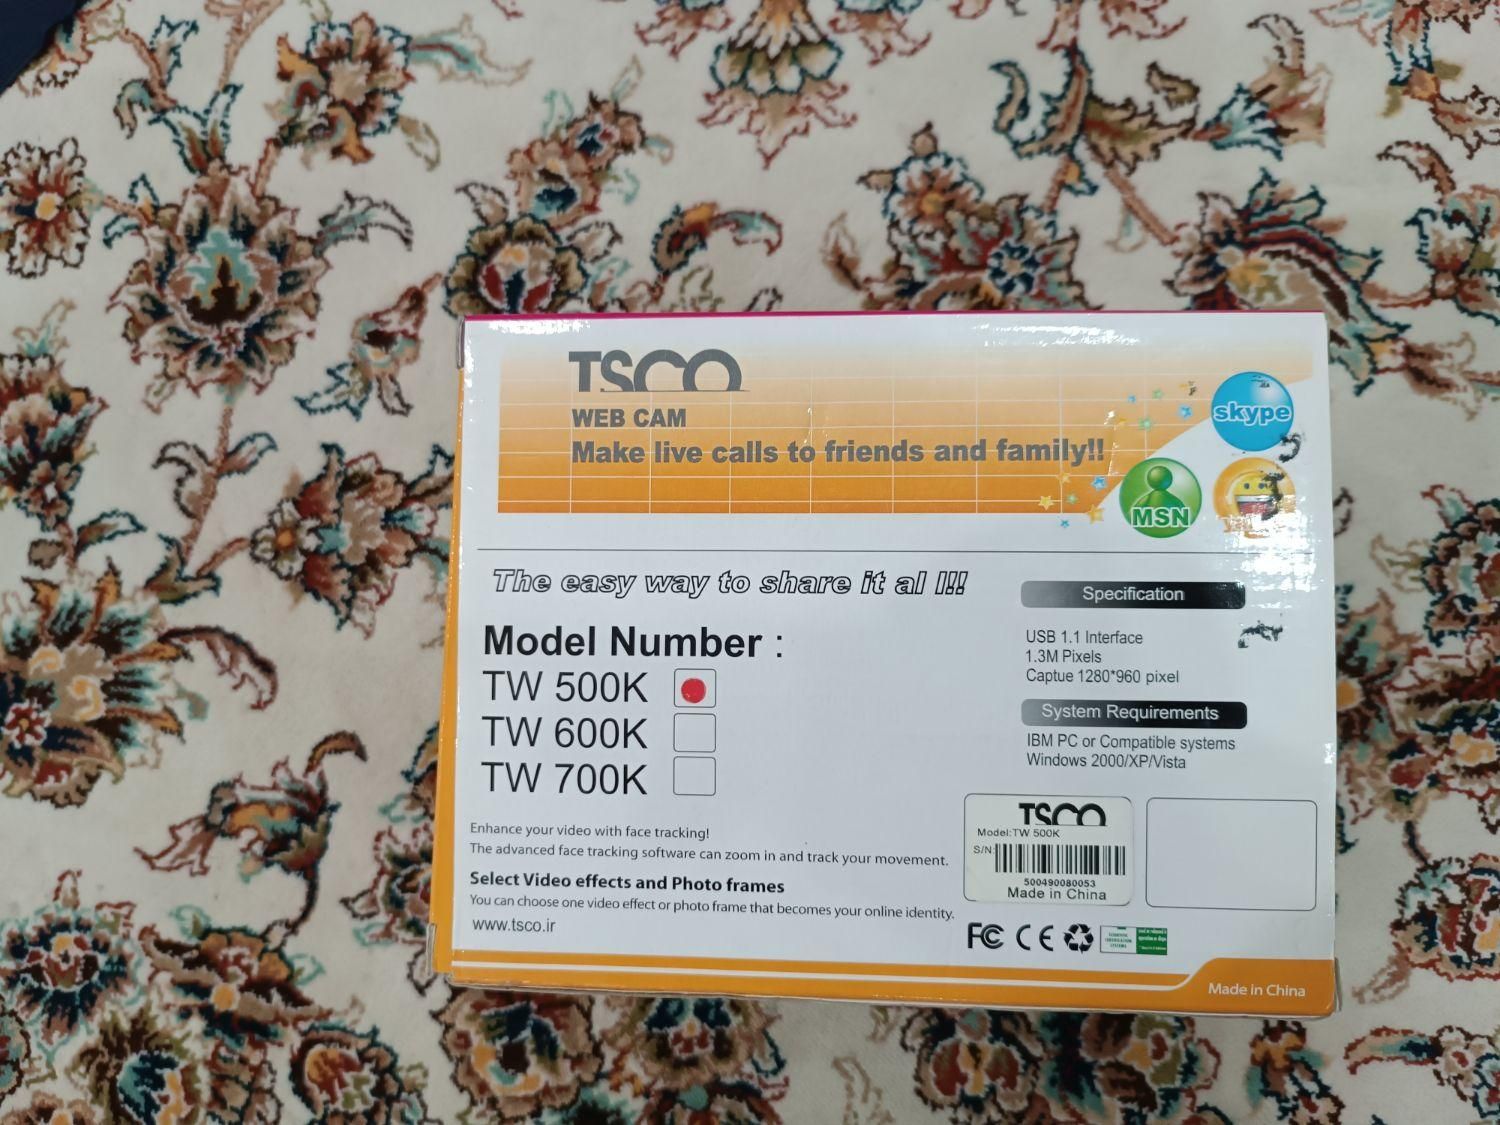 TSCO
WEB CAM
Make live calls to friends and family!!
skype
MSN
The easy way to share it al l!!!
Model Number :
TW 500K
TW 600K
TW 700K
Specification
USB 1.1 Interface
1.3M Pixels
Captue 1280*960 pixel
System Requirements
IBM PC or Compatible systems
Windows 2000/XP/Vista
Enhance your video with face tracking!
The advanced face tracking software can zoom in and track your movement.
Select Video effects and Photo frames
You can choose one video effect or photo frame that becomes your online identity.
www.tsco.ir
TSCO
Model:TW 500K
S/N:
500490080053
Made in China
FC CE
Made in China